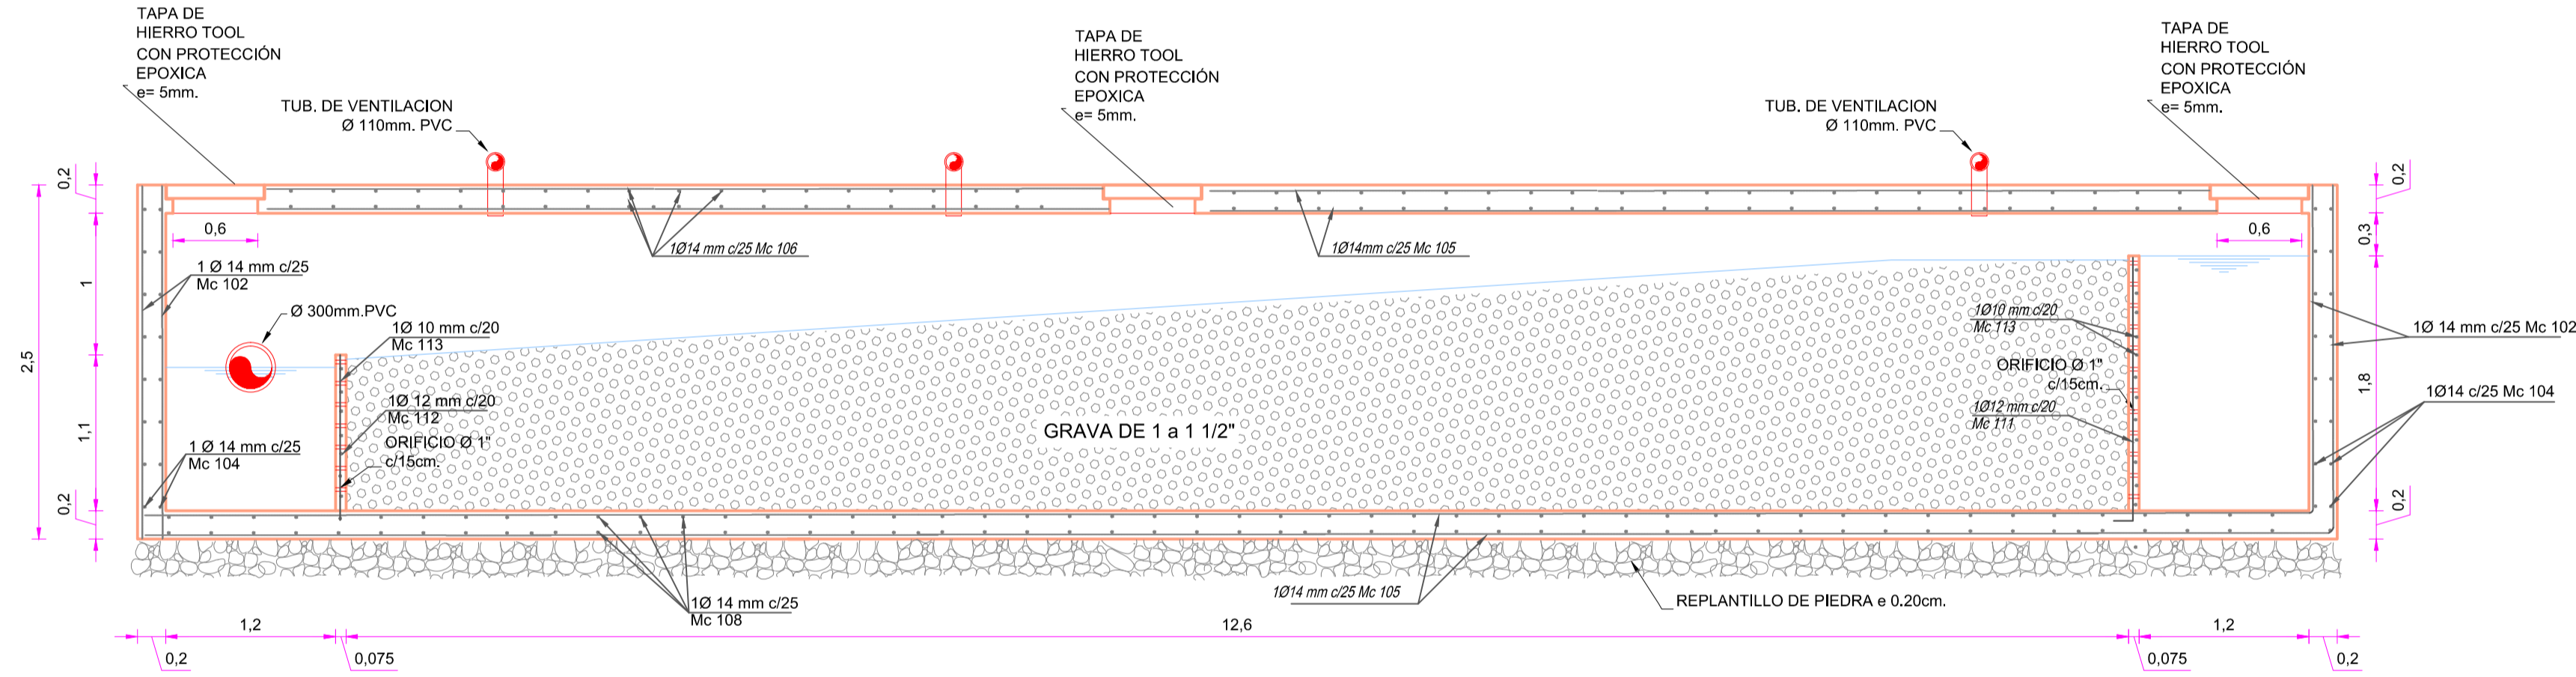 TAPA DE
HIERRO TOOL
CON PROTECCIÓN
EPOXICA
e= 5mm.
TUB. DE VENTILACION
Ø 110mm. PVC
TAPA DE
HIERRO TOOL
CON PROTECCIÓN
EPOXICA
e= 5mm.
TUB. DE VENTILACION
Ø 110mm. PVC
TAPA DE
HIERRO TOOL
CON PROTECCIÓN
EPOXICA
e= 5mm.
0,2
0,2
0,6
1Ø14 mm c/25 Mc 106
1Ø14mm c/25 Mc 105
0,6
0,3
1 Ø 14 mm c/25
Mc 102
1
Ø 300mm.PVC
1Ø 10 mm c/20
Mc 113
1Ø10 mm c/20
Mc 113
1Ø 14 mm c/25 Mc 102
2,5
ORIFICIO Ø 1"
c/15cm.
1,8
1Ø14 c/25 Mc 104
1Ø 12 mm c/20
Mc 112
1Ø12 mm c/20
Mc 111
1,1
GRAVA DE 1 a 1 1/2"
1 Ø 14 mm c/25
Mc 104
ORIFICIO Ø 1"
c/15cm.
0,2
0,2
1Ø 14 mm c/25
Mc 108
1Ø14 mm c/25 Mc 105
REPLANTILLO DE PIEDRA e 0.20cm.
1,2
12,6
1,2
0,2
0,075
0,075
0,2